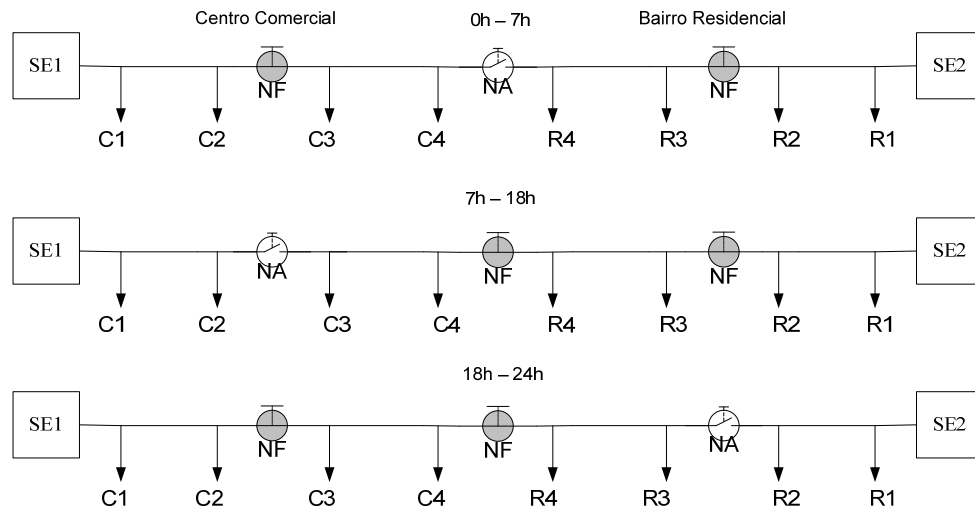 Centro Comercial 0h – 7h Bairro Residencial
SE1 NF NA NF SE2
C1 C2 C3 C4 R4 R3 R2 R1
7h – 18h
SE1 NA NF NF SE2
C1 C2 C3 C4 R4 R3 R2 R1
18h – 24h
SE1 NF NF NA SE2
C1 C2 C3 C4 R4 R3 R2 R1